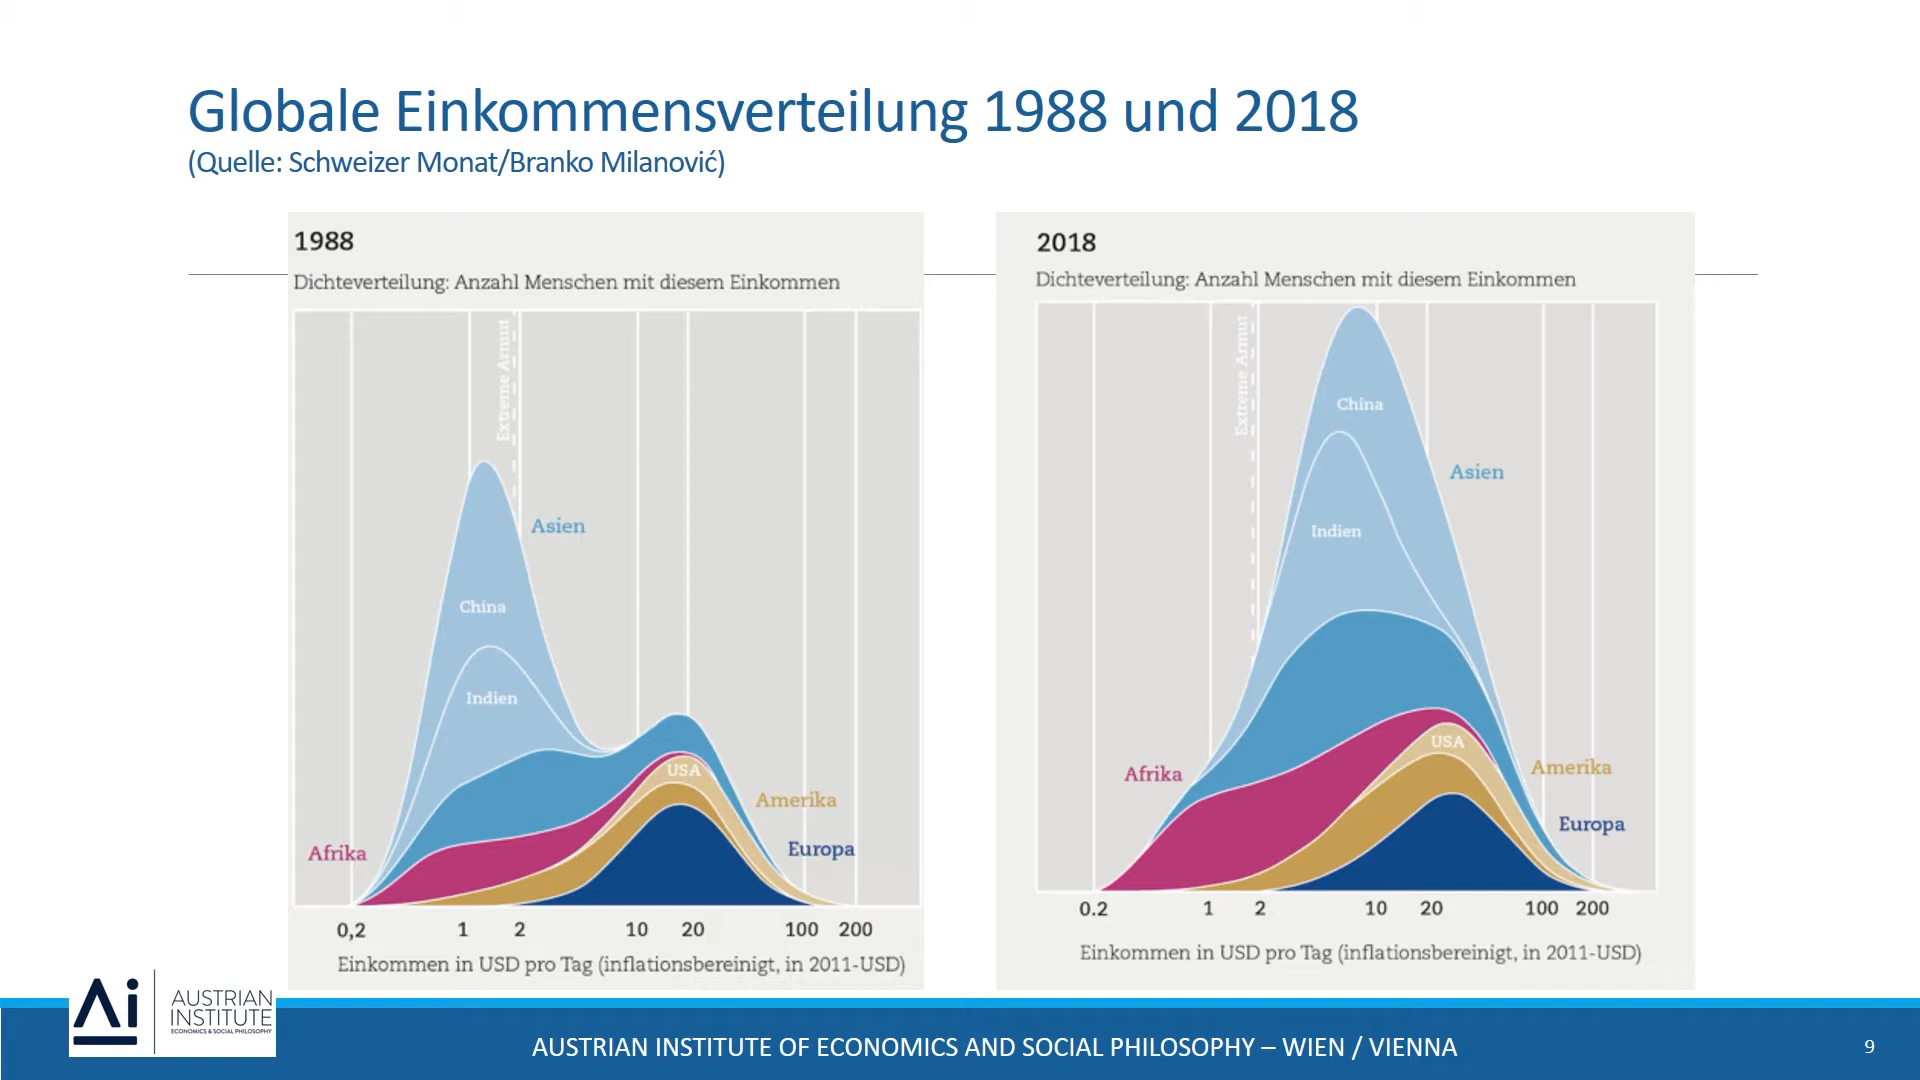 Globale Einkommensverteilung 1988 und 2018
(Quelle: Schweizer Monat/Branko Milanović)
1988
Dichteverteilung: Anzahl Menschen mit diesem Einkommen
Extreme Armut
Asien
China
Indien
USA
Amerika
Europa
Afrika
0,2 1 2 10 20 100 200
Einkommen in USD pro Tag (inflationsbereinigt, in 2011-USD)
2018
Dichteverteilung: Anzahl Menschen mit diesem Einkommen
Extreme Armut
China
Asien
Indien
USA
Afrika
Amerika
Europa
0.2 1 2 10 20 100 200
Einkommen in USD pro Tag (inflationsbereinigt, in 2011-USD)
Ai
AUSTRIAN
INSTITUTE
ECONOMICS & SOCIAL PHILOSOPHY
AUSTRIAN INSTITUTE OF ECONOMICS AND SOCIAL PHILOSOPHY – WIEN / VIENNA
9